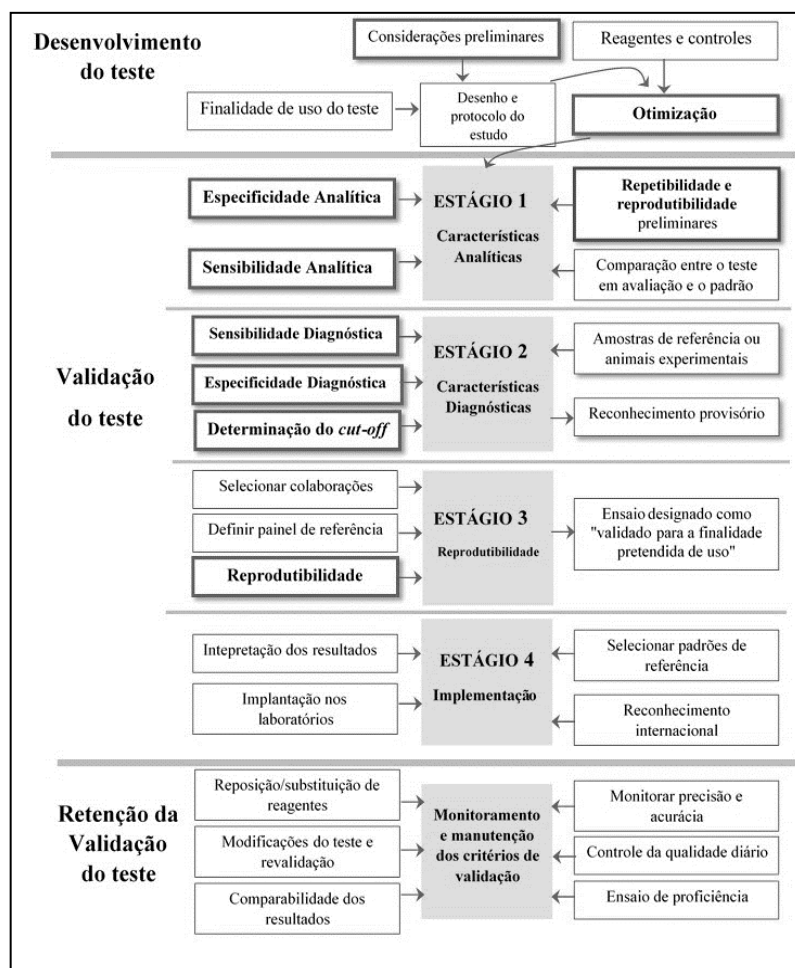 Desenvolvimento
do teste
Considerações preliminares
Reagentes e controles
Finalidade de uso do teste
Desenho e
protocolo do
estudo
Otimização
Validação
do teste
Especificidade Analítica
Sensibilidade Analítica
ESTÁGIO 1
Características
Analíticas
Repetibilidade e
reprodutibilidade
preliminares
Comparação entre o teste
em avaliação e o padrão
Sensibilidade Diagnóstica
Especificidade Diagnóstica
Determinação do cut-off
ESTÁGIO 2
Características
Diagnósticas
Amostras de referência ou
animais experimentais
Reconhecimento provisório
Selecionar colaborações
Definir painel de referência
Reprodutibilidade
ESTÁGIO 3
Reprodutibilidade
Ensaio designado como
"validado para a finalidade
pretendida de uso"
Intepretação dos resultados
Implantação nos
laboratórios
ESTÁGIO 4
Implementação
Selecionar padrões de
referência
Reconhecimento
internacional
Retenção da
Validação
do teste
Reposição/substituição de
reagentes
Modificações do teste e
revalidação
Comparabilidade dos
resultados
Monitoramento
e manutenção
dos critérios de
validação
Monitorar precisão e
acurácia
Controle da qualidade diário
Ensaio de proficiência